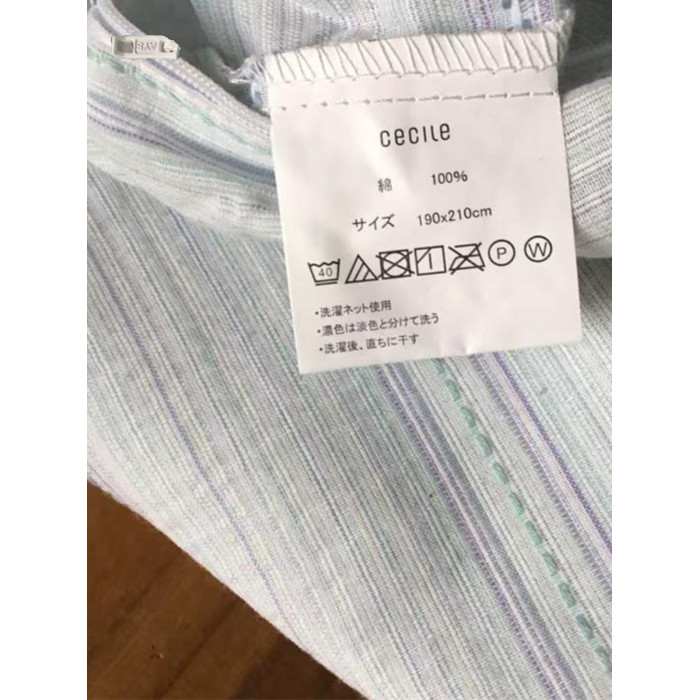 SAV
cecile
綿 100%
サイズ 190x210cm
40 P W
・洗濯ネット使用
・濃色は淡色と分けて洗う
・洗濯後、直ちに干す